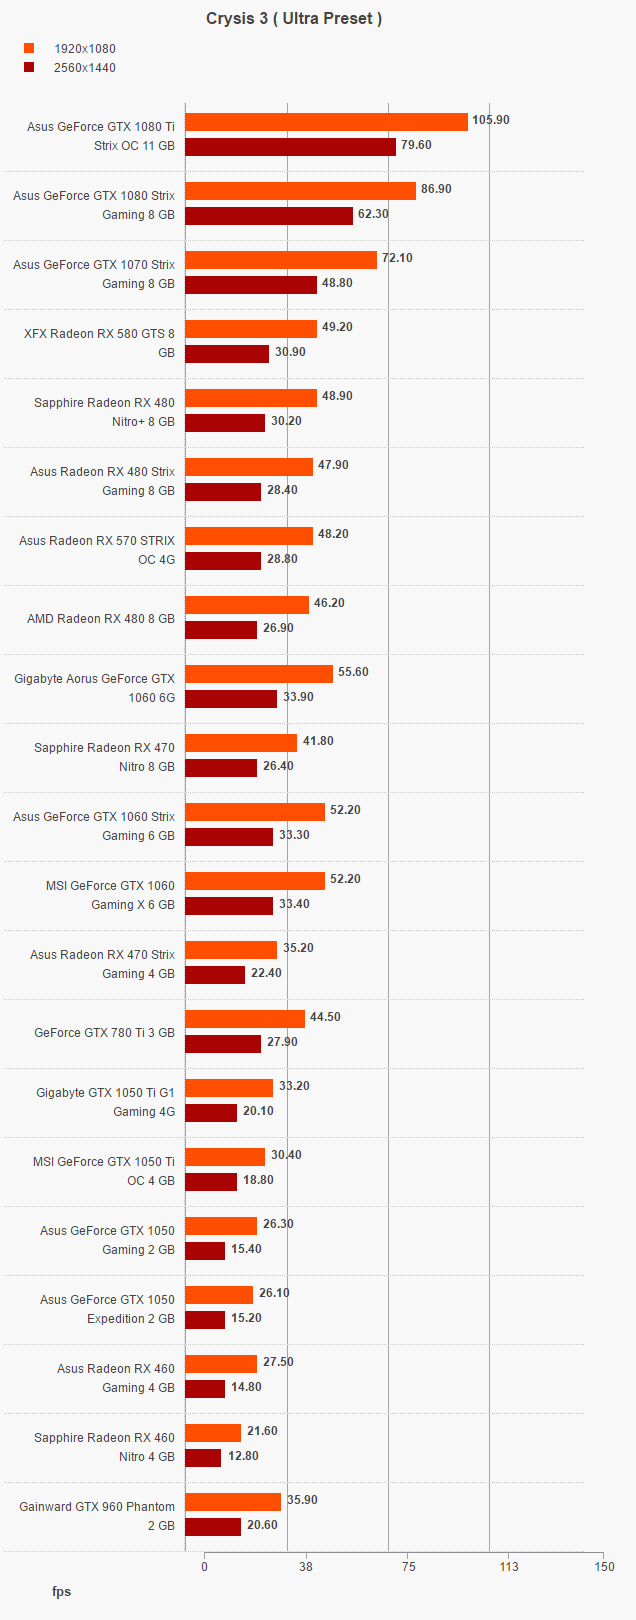 Crysis 3 ( Ultra Preset )
1920x1080
2560x1440
Asus GeForce GTX 1080 Ti
Strix OC 11 GB
105.90
79.60
Asus GeForce GTX 1080 Strix
Gaming 8 GB
86.90
62.30
Asus GeForce GTX 1070 Strix
Gaming 8 GB
72.10
48.80
XFX Radeon RX 580 GTS 8
GB
49.20
30.90
Sapphire Radeon RX 480
Nitro+ 8 GB
48.90
30.20
Asus Radeon RX 480 Strix
Gaming 8 GB
47.90
28.40
Asus Radeon RX 570 STRIX
OC 4G
48.20
28.80
AMD Radeon RX 480 8 GB
46.20
26.90
Gigabyte Aorus GeForce GTX
1060 6G
55.60
33.90
Sapphire Radeon RX 470
Nitro 8 GB
41.80
26.40
Asus GeForce GTX 1060 Strix
Gaming 6 GB
52.20
33.30
MSI GeForce GTX 1060
Gaming X 6 GB
52.20
33.40
Asus Radeon RX 470 Strix
Gaming 4 GB
35.20
22.40
GeForce GTX 780 Ti 3 GB
44.50
27.90
Gigabyte GTX 1050 Ti G1
Gaming 4G
33.20
20.10
MSI GeForce GTX 1050 Ti
OC 4 GB
30.40
18.80
Asus GeForce GTX 1050
Gaming 2 GB
26.30
15.40
Asus GeForce GTX 1050
Expedition 2 GB
26.10
15.20
Asus Radeon RX 460
Gaming 4 GB
27.50
14.80
Sapphire Radeon RX 460
Nitro 4 GB
21.60
12.80
Gainward GTX 960 Phantom
2 GB
35.90
20.60
0 38 75 113 150
fps